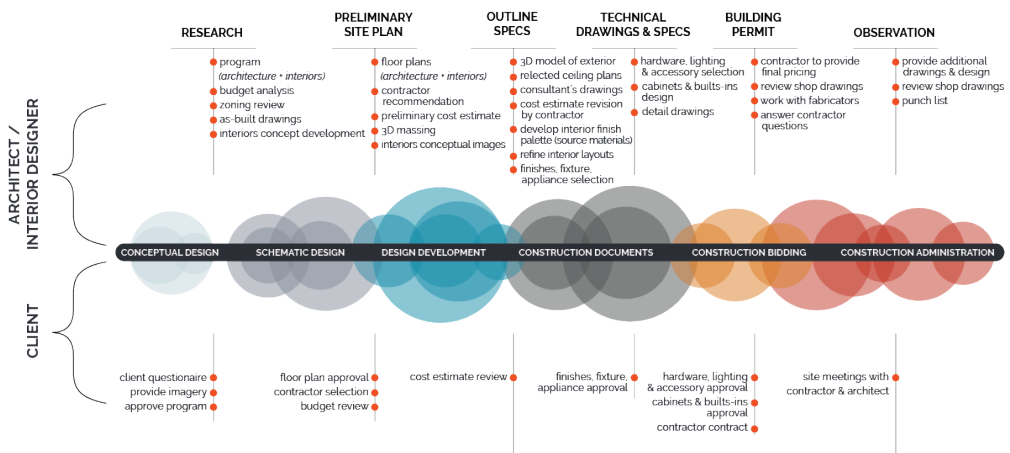 RESEARCH
PRELIMINARY
SITE PLAN
OUTLINE
SPECS
TECHNICAL
DRAWINGS & SPECS
BUILDING
PERMIT
OBSERVATION
ARCHITECT /
INTERIOR DESIGNER
program
(architecture + interiors)
budget analysis
zoning review
as-built drawings
interiors concept development
floor plans
(architecture + interiors)
contractor
recommendation
preliminary cost estimate
3D massing
interiors conceptual images
3D model of exterior
relected ceiling plans
consultant's drawings
cost estimate revision
by contractor
develop interior finish
palette (source materials)
refine interior layouts
finishes, fixture,
appliance selection
hardware, lighting
& accessory selection
cabinets & builts-ins
design
detail drawings
contractor to provide
final pricing
review shop drawings
work with fabricators
answer contractor
questions
provide additional
drawings & design
review shop drawings
punch list
CONCEPTUAL DESIGN
SCHEMATIC DESIGN
DESIGN DEVELOPMENT
CONSTRUCTION DOCUMENTS
CONSTRUCTION BIDDING
CONSTRUCTION ADMINISTRATION
CLIENT
client questionaire
provide imagery
approve program
floor plan approval
contractor selection
budget review
cost estimate review
finishes, fixture,
appliance approval
hardware, lighting
& accessory approval
cabinets & builts-ins
approval
contractor contract
site meetings with
contractor & architect